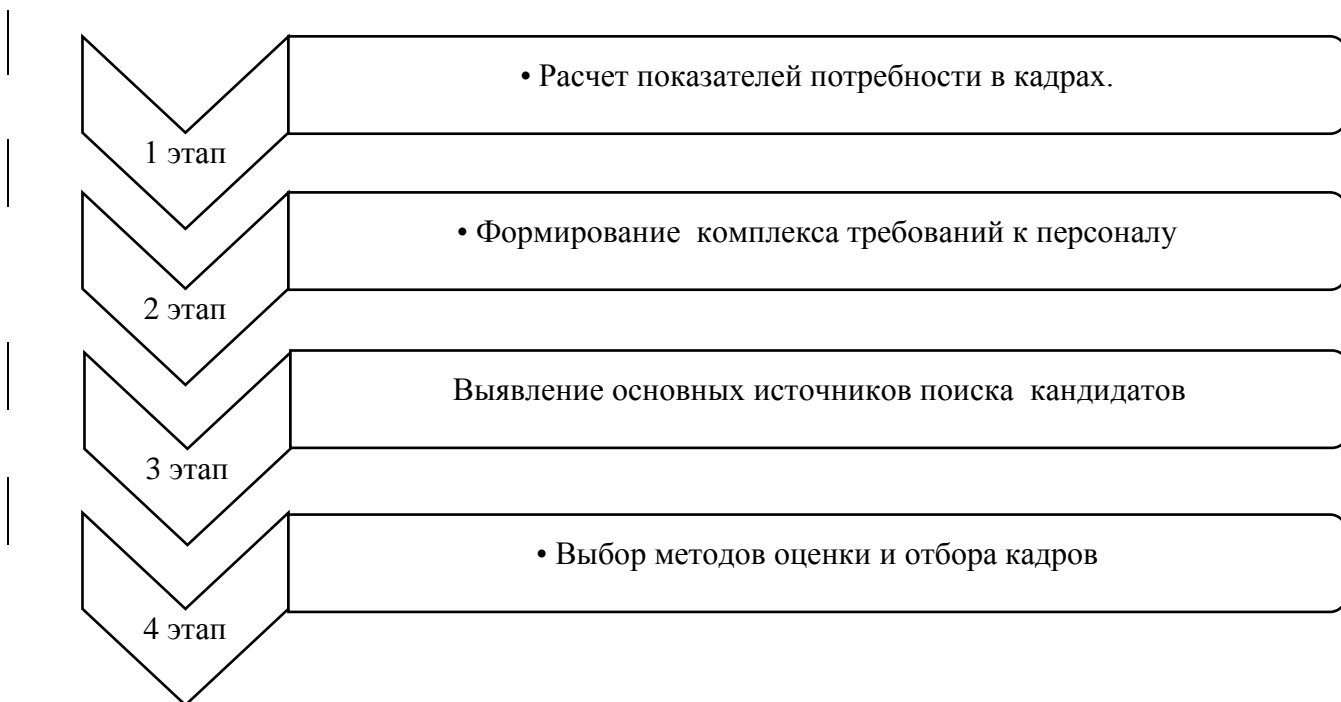 • Расчет показателей потребности в кадрах.
1 этап
• Формирование комплекса требований к персоналу
2 этап
Выявление основных источников поиска кандидатов
3 этап
• Выбор методов оценки и отбора кадров
4 этап